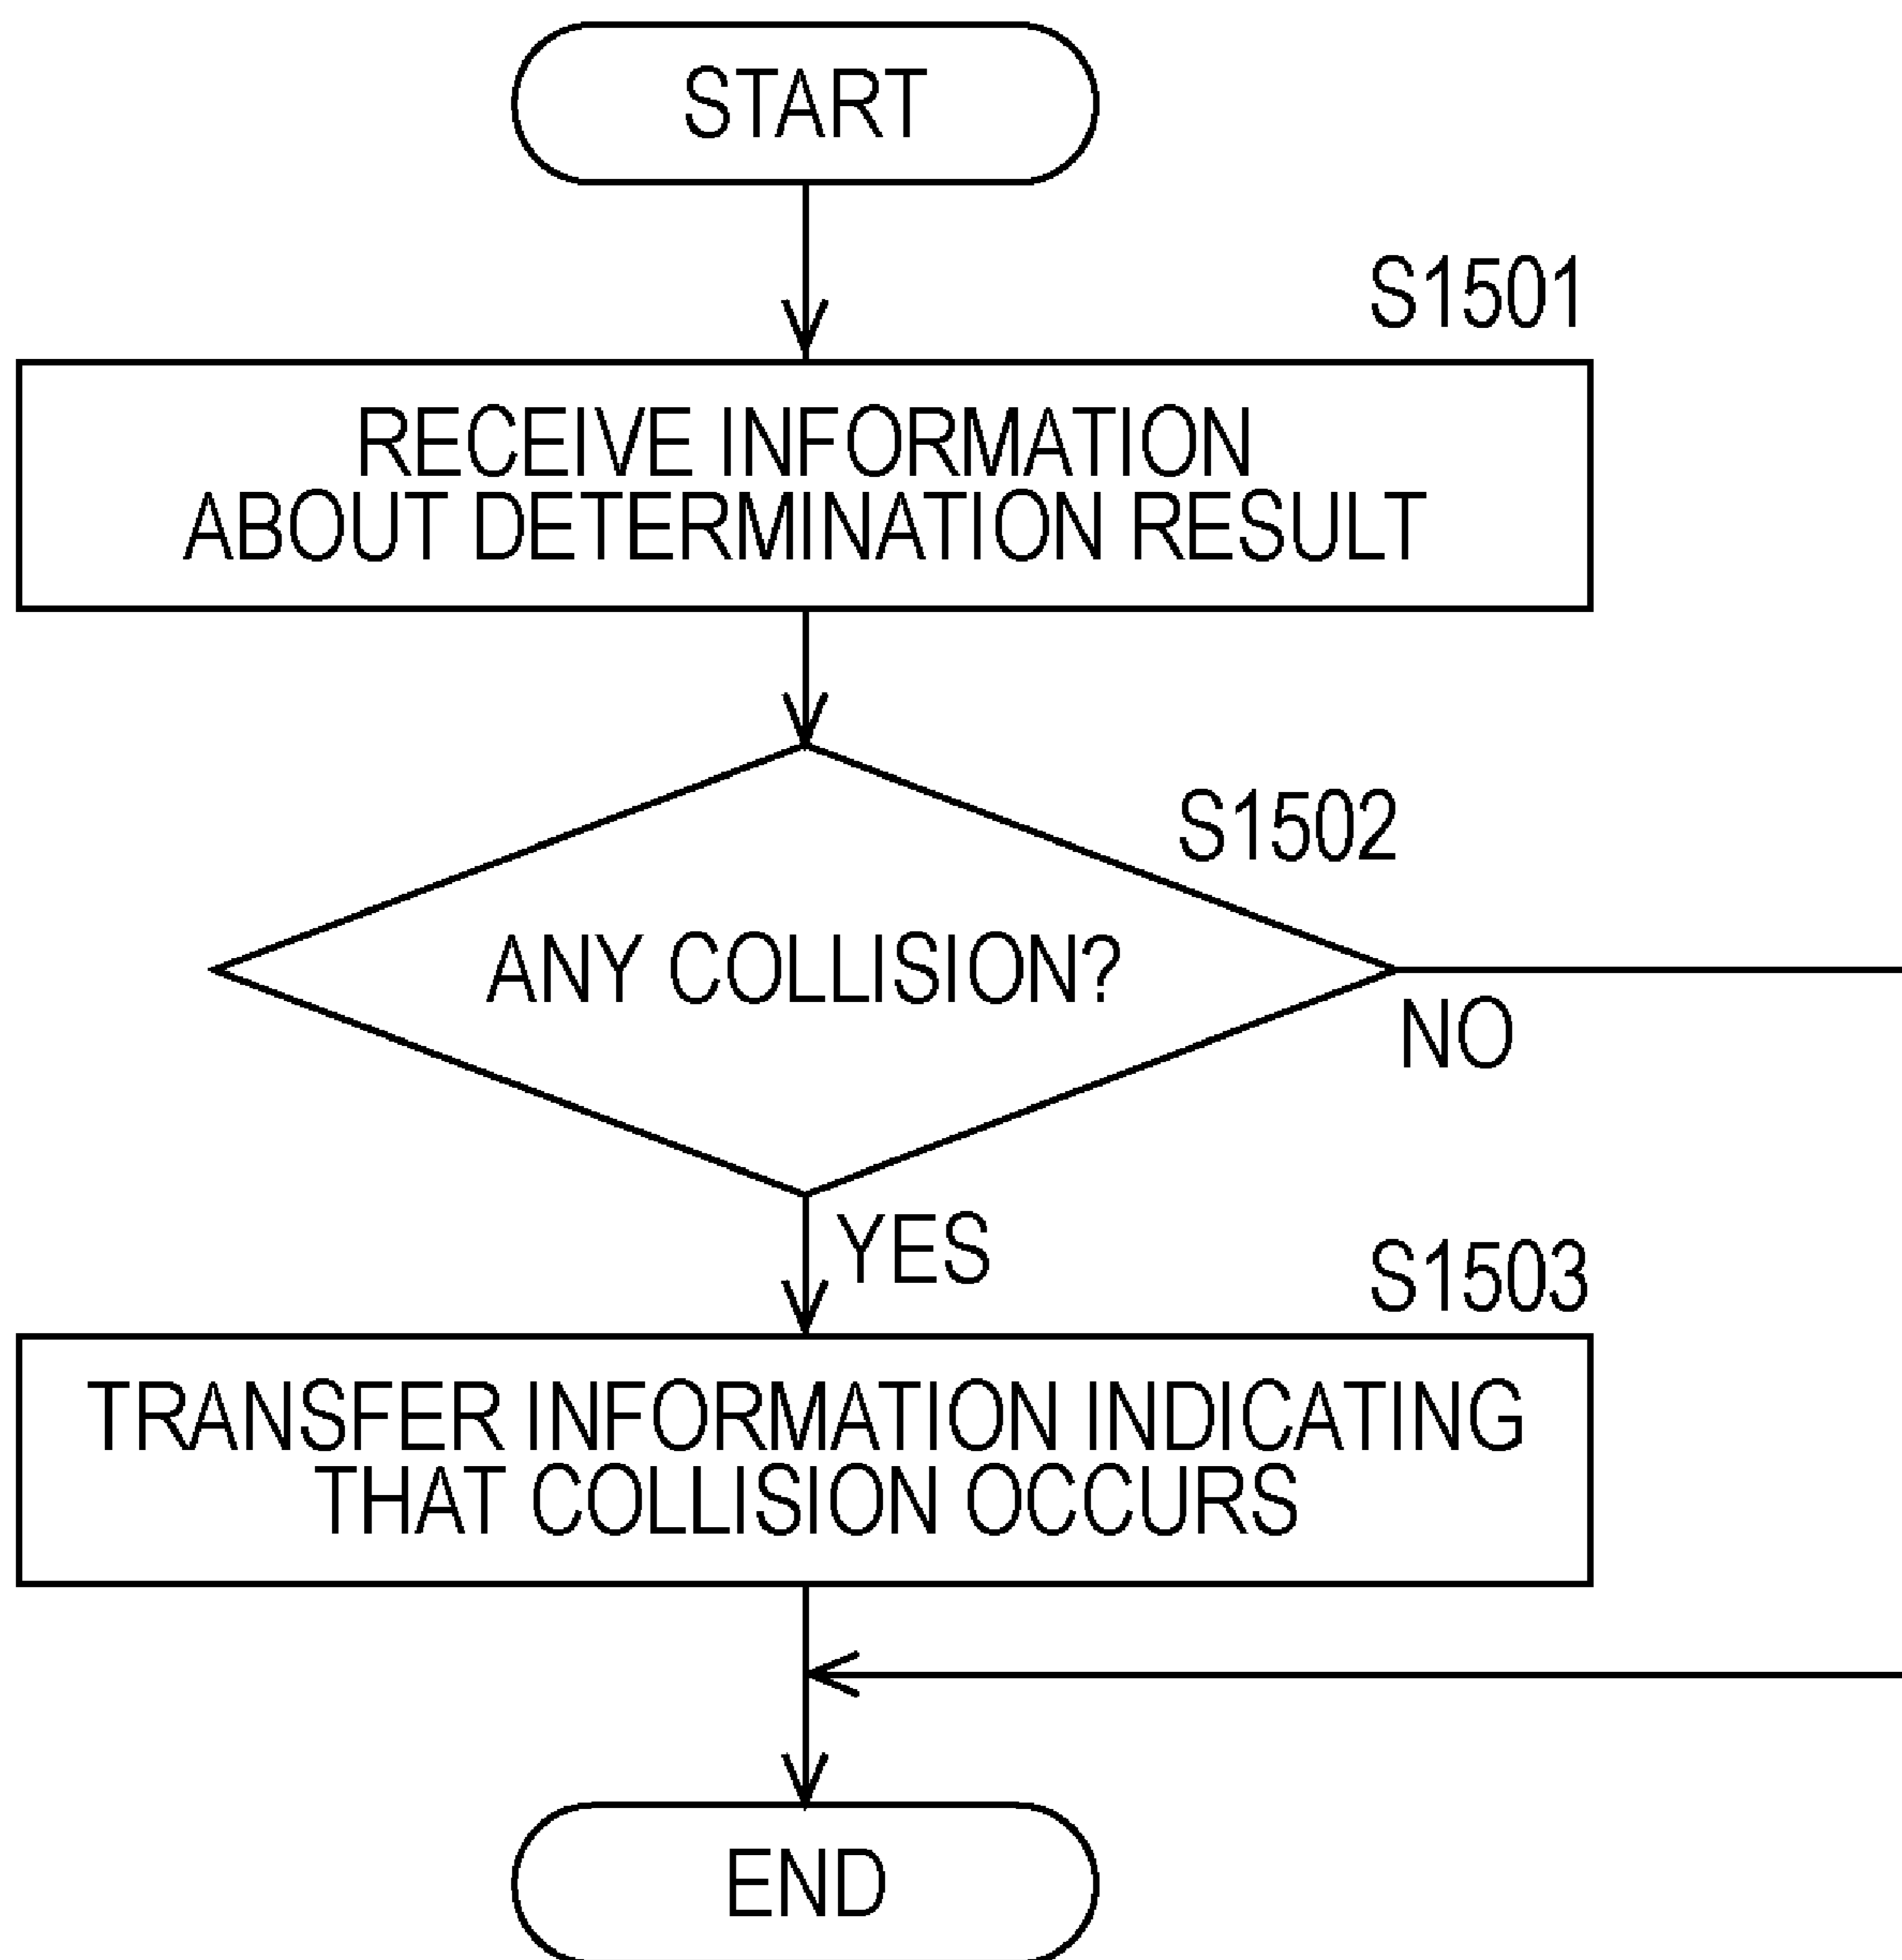 START
S1501
RECEIVE INFORMATION
ABOUT DETERMINATION RESULT
S1502
ANY COLLISION?
NO
YES
S1503
TRANSFER INFORMATION INDICATING
THAT COLLISION OCCURS
END